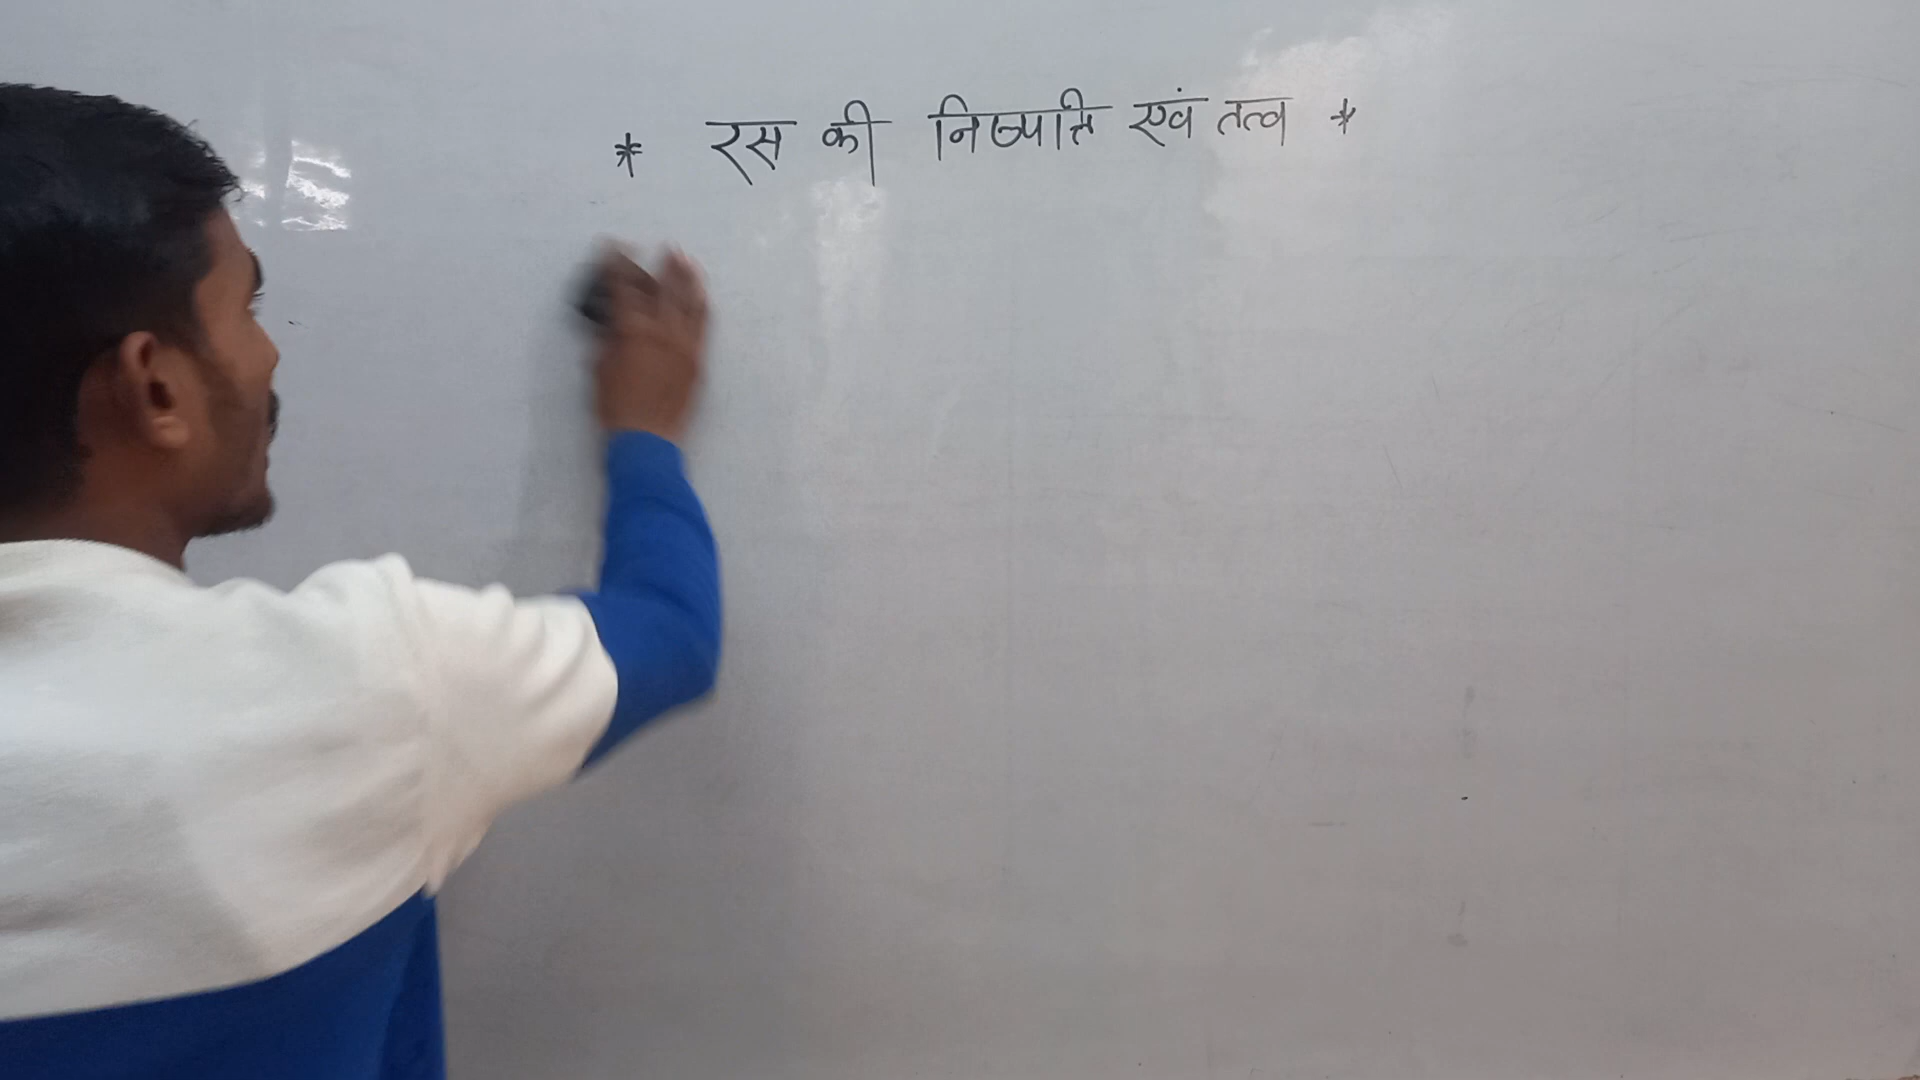 * रस की निष्पत्ति एवं तत्व *